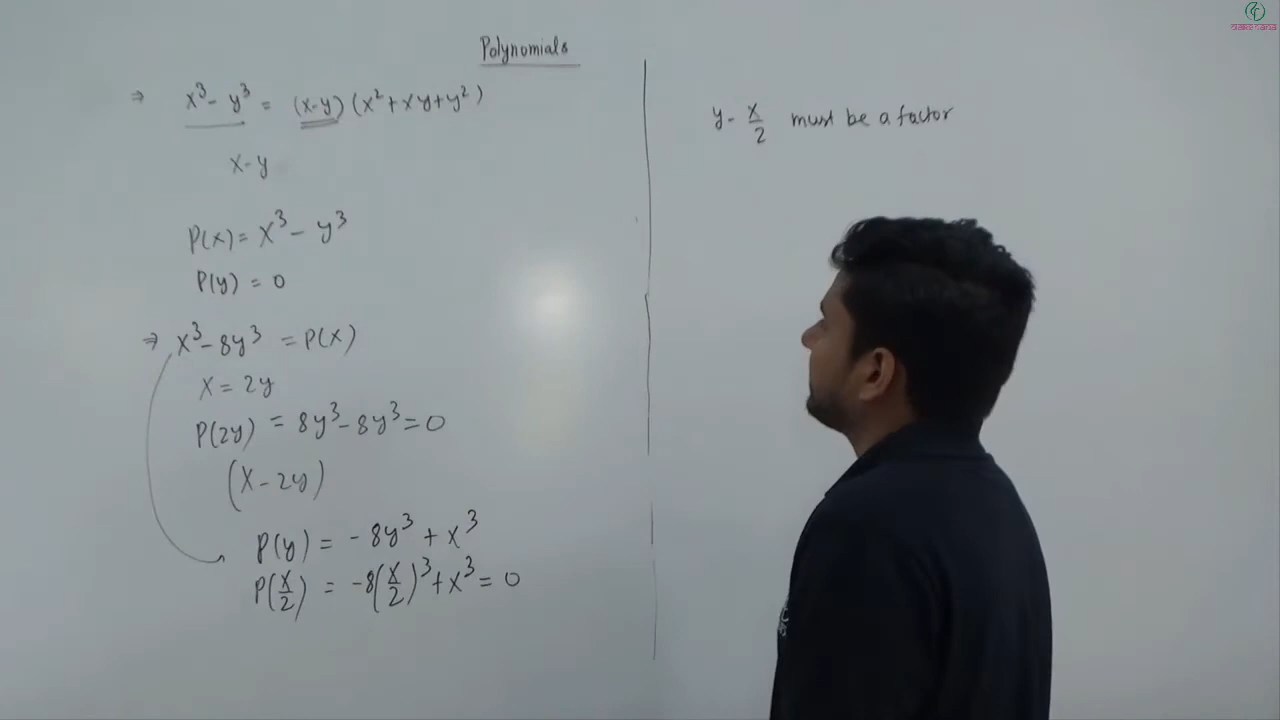 Polynomials
⇒ x³ - y³ = (x-y) (x² + xy + y²)
x - y
P(x) = x³ - y³
P(y) = 0
⇒ x³ - 8y³ = P(x)
x = 2y
P(2y) = 8y³ - 8y³ = 0
(x - 2y)
P(y) = - 8y³ + x³
P(x/2) = -8(x/2)³ + x³ = 0
y - x/2 must be a factor